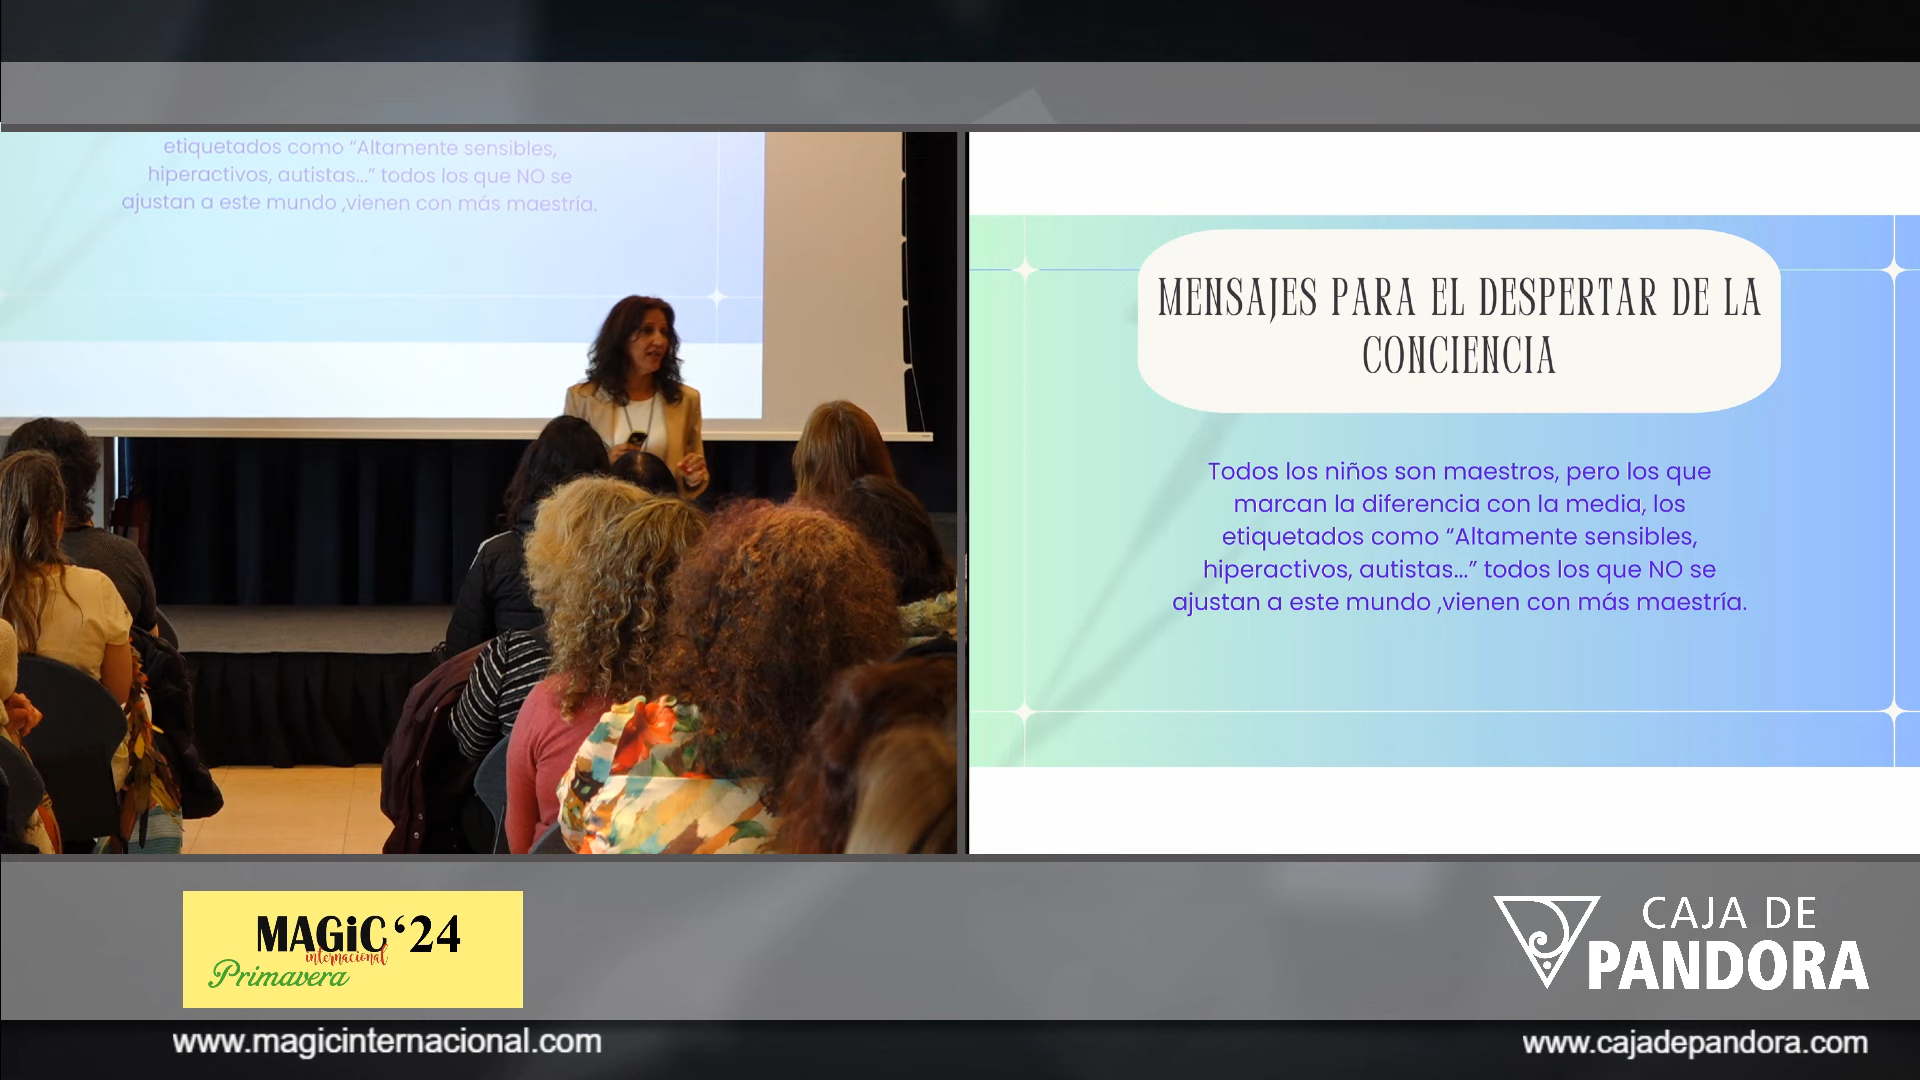 etiquetados como “Altamente sensibles,
hiperactivos, autistas...” todos los que NO se
ajustan a este mundo ,vienen con más maestría.
MENSAJES PARA EL DESPERTAR DE LA
CONCIENCIA
Todos los niños son maestros, pero los que
marcan la diferencia con la media, los
etiquetados como “Altamente sensibles,
hiperactivos, autistas...” todos los que NO se
ajustan a este mundo ,vienen con más maestría.
MAGiC ‘24
internacional
Primavera
www.magicinternacional.com
CAJA DE
PANDORA
www.cajadepandora.com